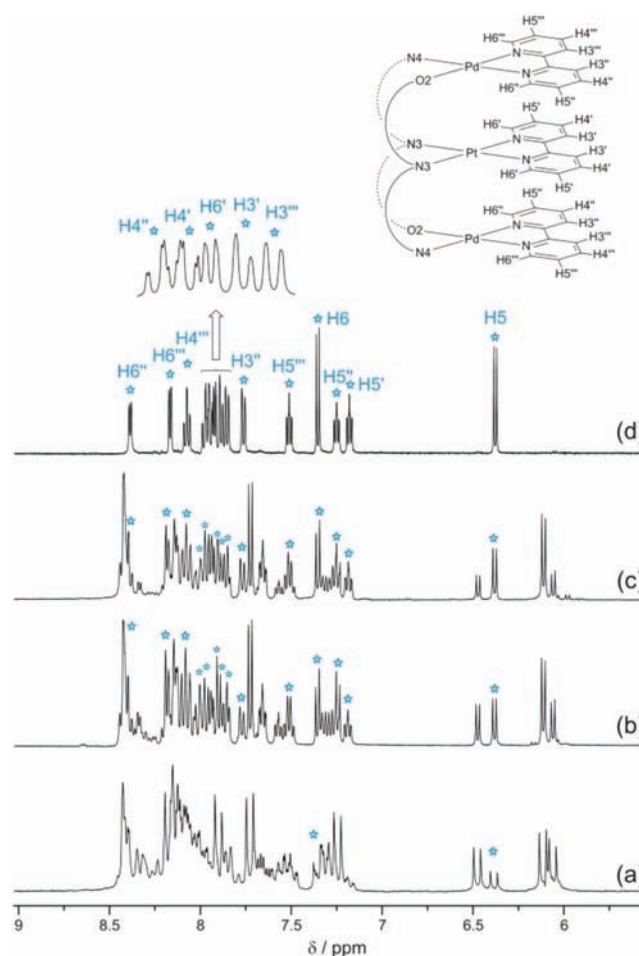 H5'''
H6''' H4'''
N4 H3'''
Pd H3''
O2 H4''
H6'' H5''
H5'
H6' H4'
N3 H3'
Pt H3'
N3 H4'
H6' H5'
H5''
H6'' H4''
O2 H3''
Pd H3'''
N4 H4'''
H6''' H5'''
H4'' H4' H6' H3' H3'''
H6'' H6''' H4''' H3'' H5''' H6 H5'' H5' H5
(d)
(c)
(b)
(a)
9 8.5 8 7.5 7 6.5 6
δ / ppm